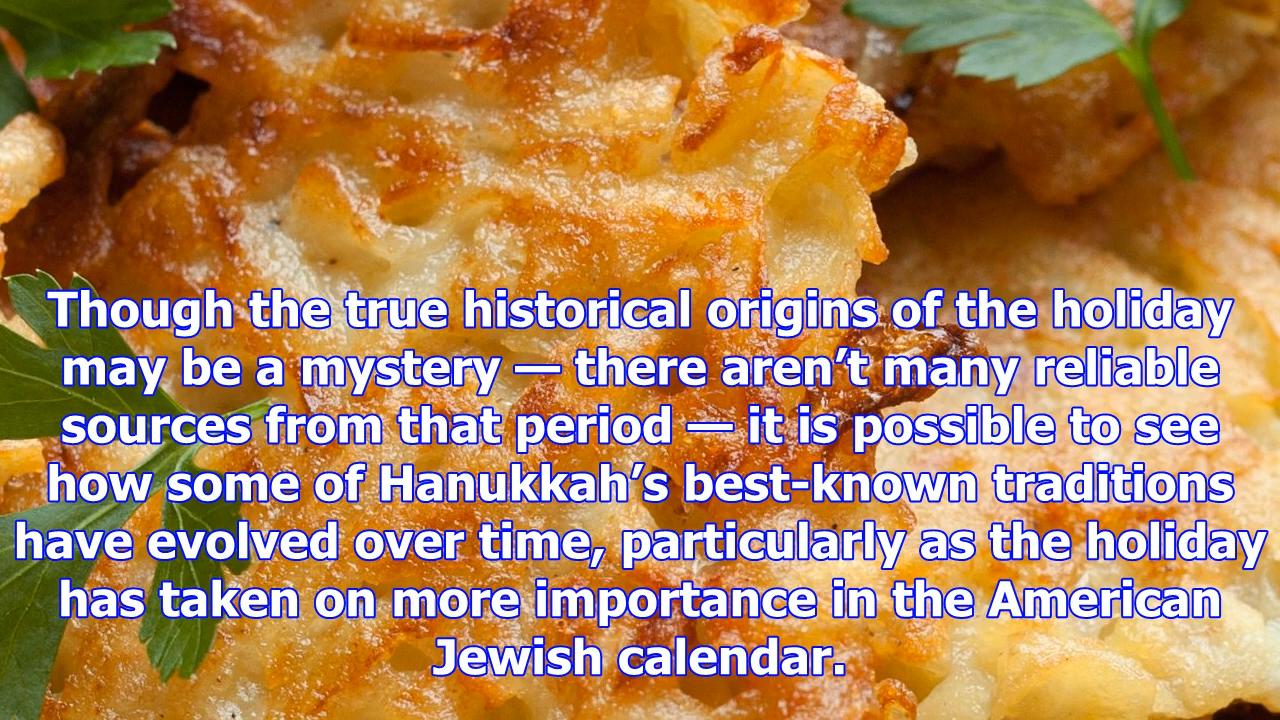 Though the true historical origins of the holiday
may be a mystery — there aren’t many reliable
sources from that period — it is possible to see
how some of Hanukkah’s best-known traditions
have evolved over time, particularly as the holiday
has taken on more importance in the American
Jewish calendar.